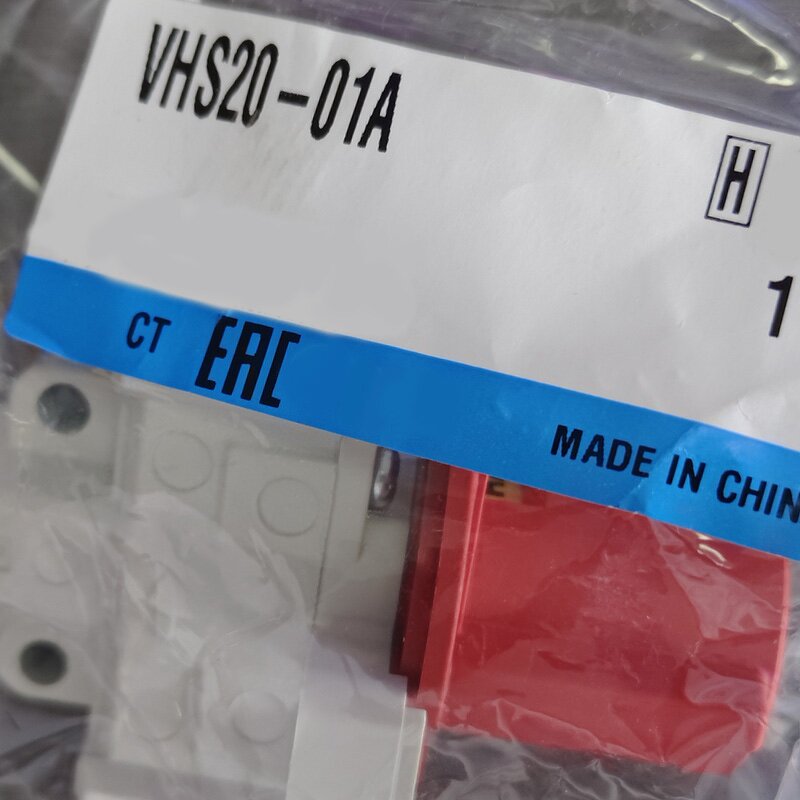 VHS20-01A
H
1
CT EAC
MADE IN CHIN